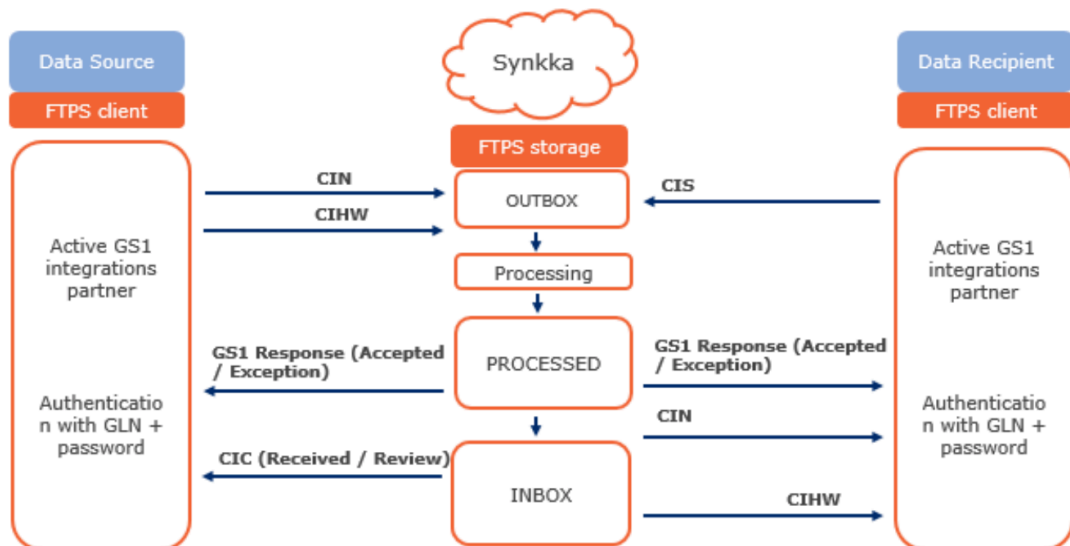 Synkka
Data Source
Data Recipient
FTPS client
FTPS client
FTPS storage
CIN
CIS
OUTBOX
CIHW
Active GS1
integrations
partner
Active GS1
integrations
partner
Processing
GS1 Response (Accepted
/ Exception)
PROCESSED
GS1 Response (Accepted
/ Exception)
Authenticatio
n with GLN +
password
CIN
Authenticatio
n with GLN +
password
CIC (Received / Review)
INBOX
CIHW